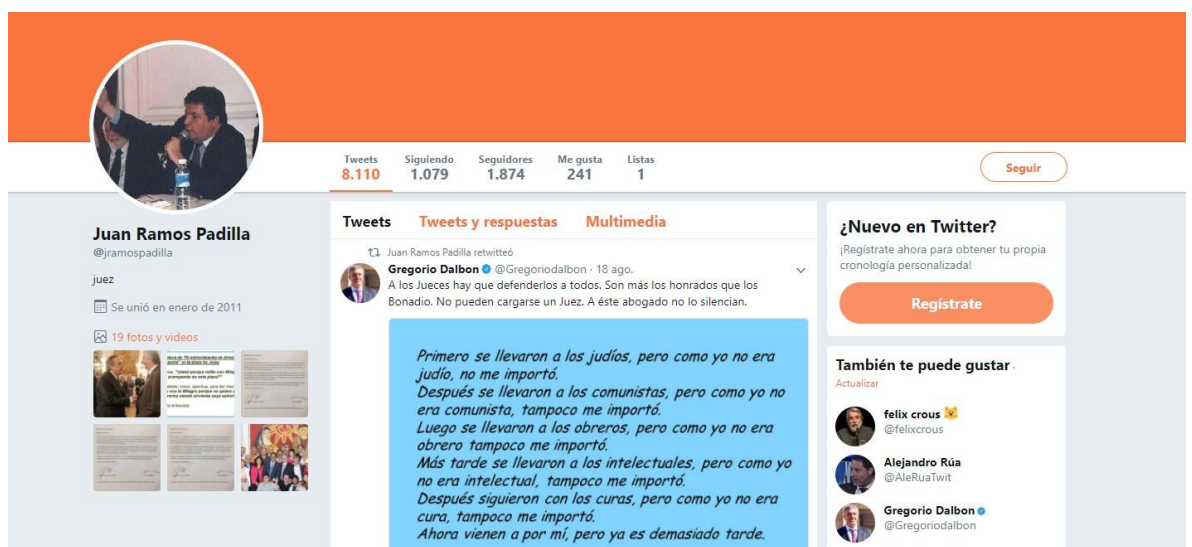 Tweets
8.110
Siguiendo
1.079
Seguidores
1.874
Me gusta
241
Listas
1
Seguir
Juan Ramos Padilla
@jramospadilla
juez
Se unió en enero de 2011
19 fotos y videos
Tweets Tweets y respuestas Multimedia
Juan Ramos Padilla retwitteó
Gregorio Dalbon @Gregoriodalbon · 18 ago.
A los Jueces hay que defenderlos a todos. Son más los honrados que los
Bonadio. No pueden cargarse un Juez. A éste abogado no lo silencian.
Primero se llevaron a los judíos, pero como yo no era
judío, no me importó.
Después se llevaron a los comunistas, pero como yo no
era comunista, tampoco me importó.
Luego se llevaron a los obreros, pero como yo no era
obrero tampoco me importó.
Más tarde se llevaron a los intelectuales, pero como yo
no era intelectual, tampoco me importó.
Después siguieron con los curas, pero como yo no era
cura, tampoco me importó.
Ahora vienen a por mí, pero ya es demasiado tarde.
¿Nuevo en Twitter?
¡Regístrate ahora para obtener tu propia
cronología personalizada!
Regístrate
También te puede gustar ·
Actualizar
felix crous
@felixcrous
Alejandro Rúa
@AleRuaTwit
Gregorio Dalbon
@Gregoriodalbon